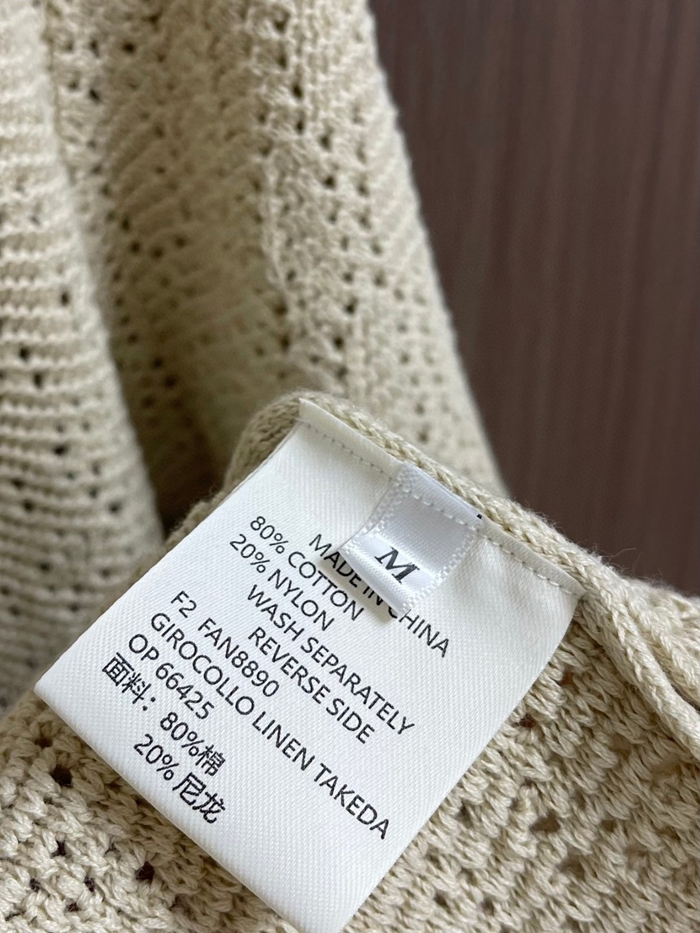 M
MADE IN CHINA
80% COTTON
20% NYLON
WASH SEPARATELY
REVERSE SIDE
F2 FAN8890
GIROCOLLO LINEN TAKEDA
OP 66425
面料：80%棉
20% 尼龙